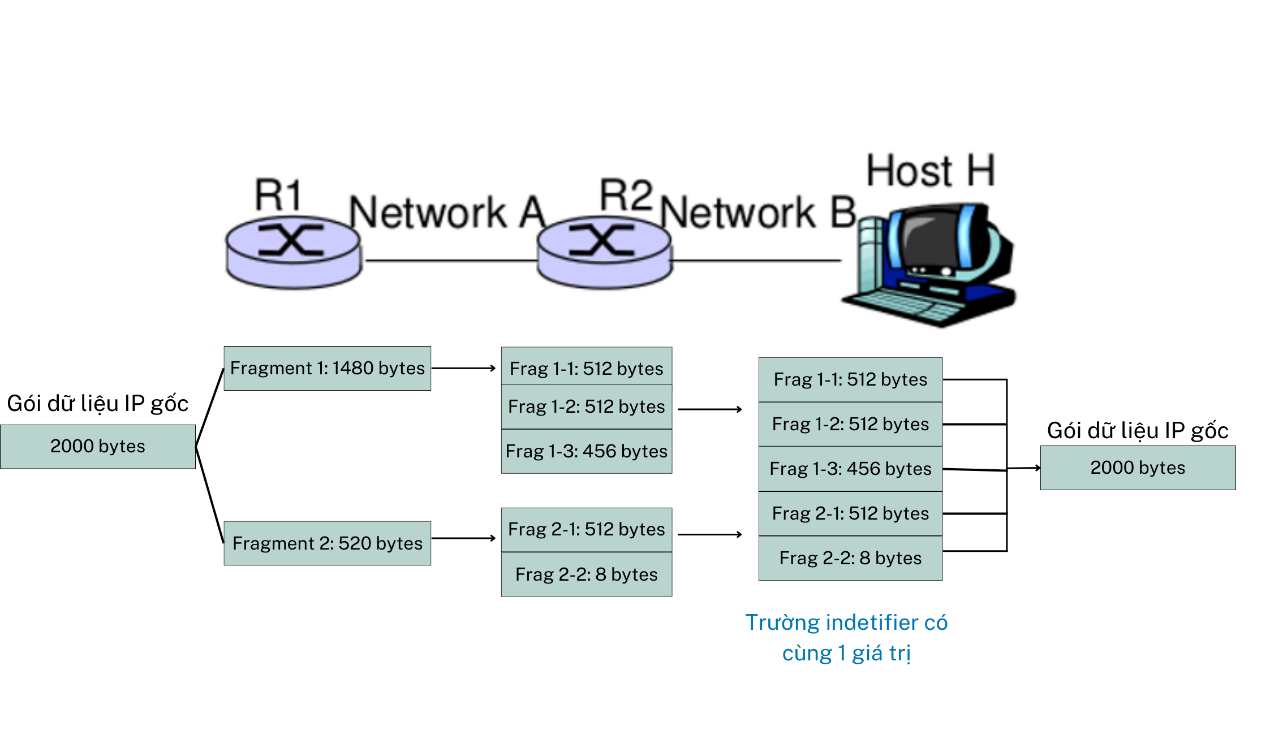 R1
Network A
R2
Network B
Host H
Gói dữ liệu IP gốc
2000 bytes
Fragment 1: 1480 bytes
Fragment 2: 520 bytes
Frag 1-1: 512 bytes
Frag 1-2: 512 bytes
Frag 1-3: 456 bytes
Frag 2-1: 512 bytes
Frag 2-2: 8 bytes
Frag 1-1: 512 bytes
Frag 1-2: 512 bytes
Frag 1-3: 456 bytes
Frag 2-1: 512 bytes
Frag 2-2: 8 bytes
Gói dữ liệu IP gốc
2000 bytes
Trường indetifier có
cùng 1 giá trị